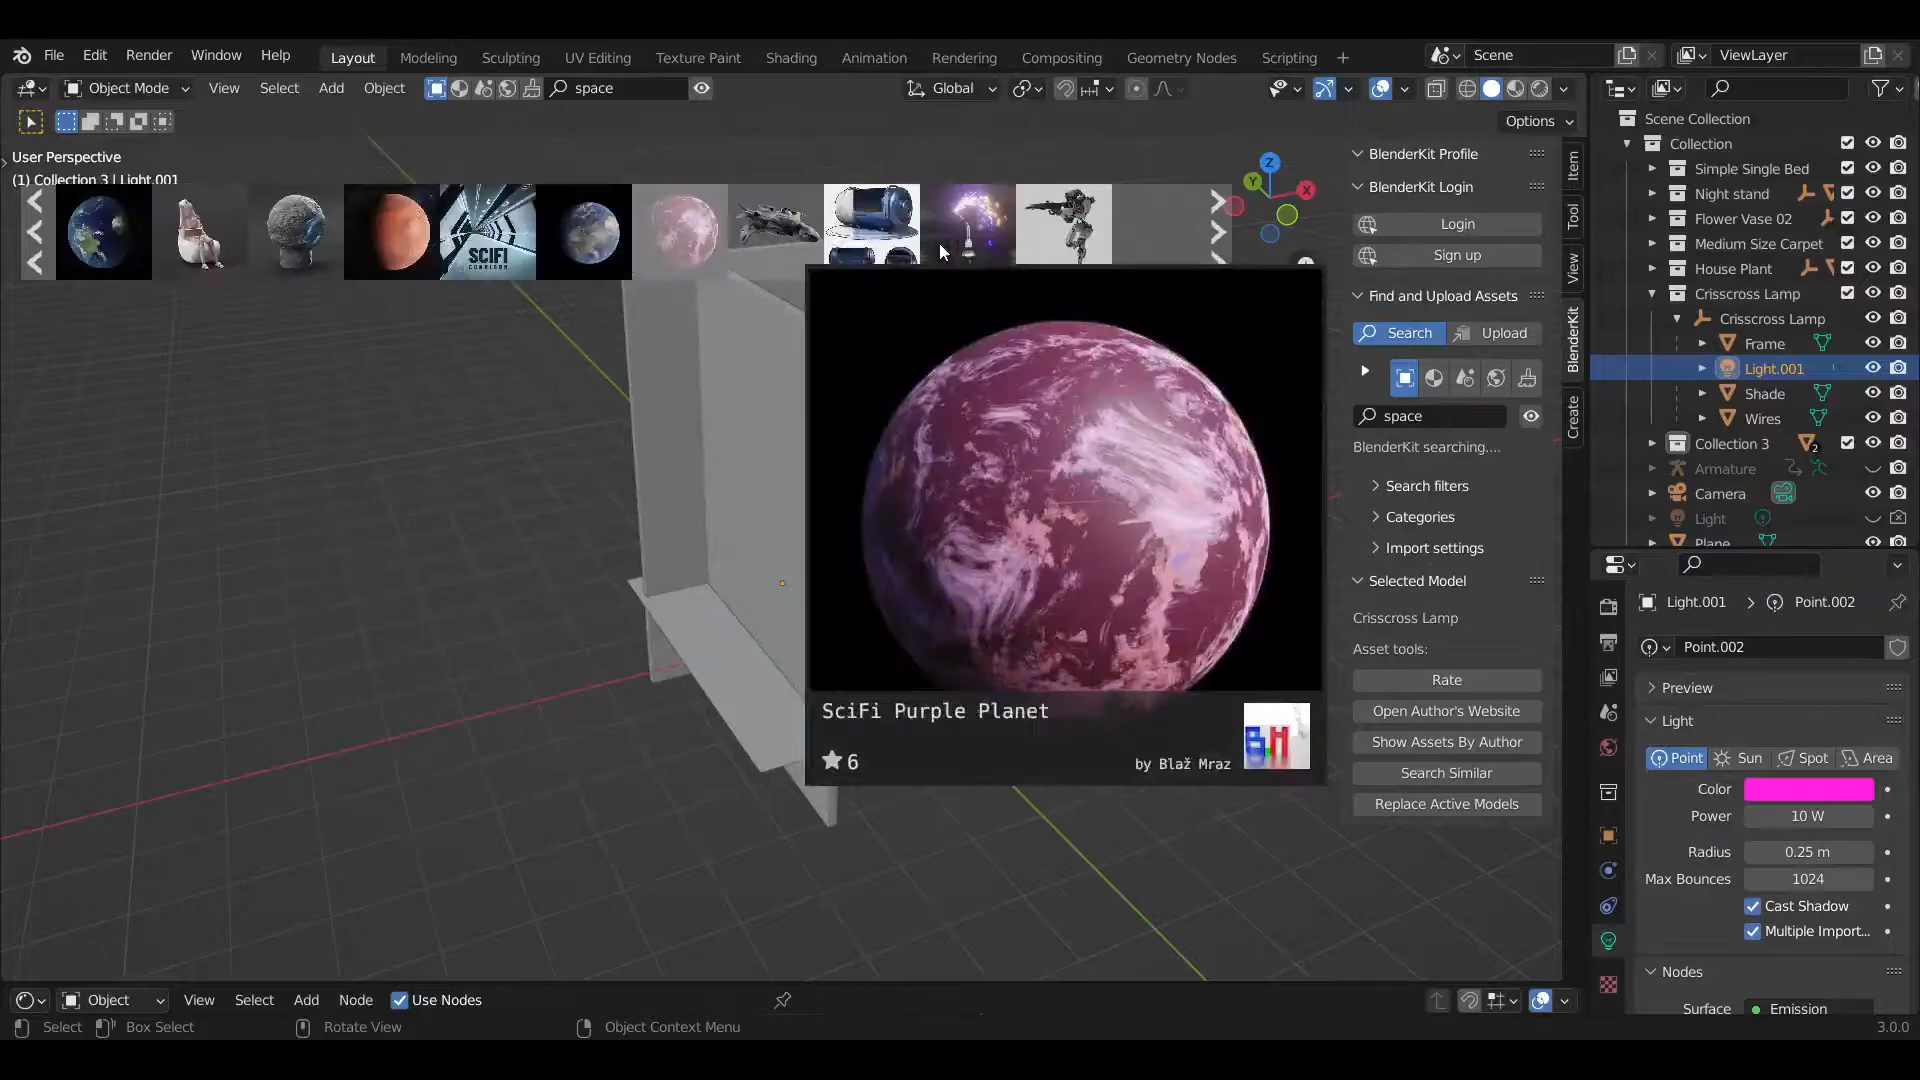 File Edit Render Window Help Layout Modeling Sculpting UV Editing Texture Paint Shading Animation Rendering Compositing Geometry Nodes Scripting + Scene ViewLayer
Object Mode View Select Add Object space Global
Options
User Perspective
(1) Collection 3 | Light.001
Z
Y
X
SCIFI
CORRIDOR
SciFi Purple Planet
6
by Blaž Mraz
BlenderKit Profile
BlenderKit Login
Login
Sign up
Find and Upload Assets
Search Upload
space
BlenderKit searching....
Search filters
Categories
Import settings
Selected Model
Crisscross Lamp
Asset tools:
Rate
Open Author's Website
Show Assets By Author
Search Similar
Replace Active Models
Item
Tool
View
BlenderKit
Create
Scene Collection
Collection
Simple Single Bed
Night stand
Flower Vase 02
Medium Size Carpet
House Plant
Crisscross Lamp
Crisscross Lamp
Frame
Light.001
Shade
Wires
Collection 3 2
Armature
Camera
Light
Plane
Light.001 Point.002
Point.002
Preview
Light
Point Sun Spot Area
Color
Power 10 W
Radius 0.25 m
Max Bounces 1024
Cast Shadow
Multiple Import...
Nodes
Surface Emission
Object View Select Add Node Use Nodes
Select Box Select Rotate View Object Context Menu 3.0.0